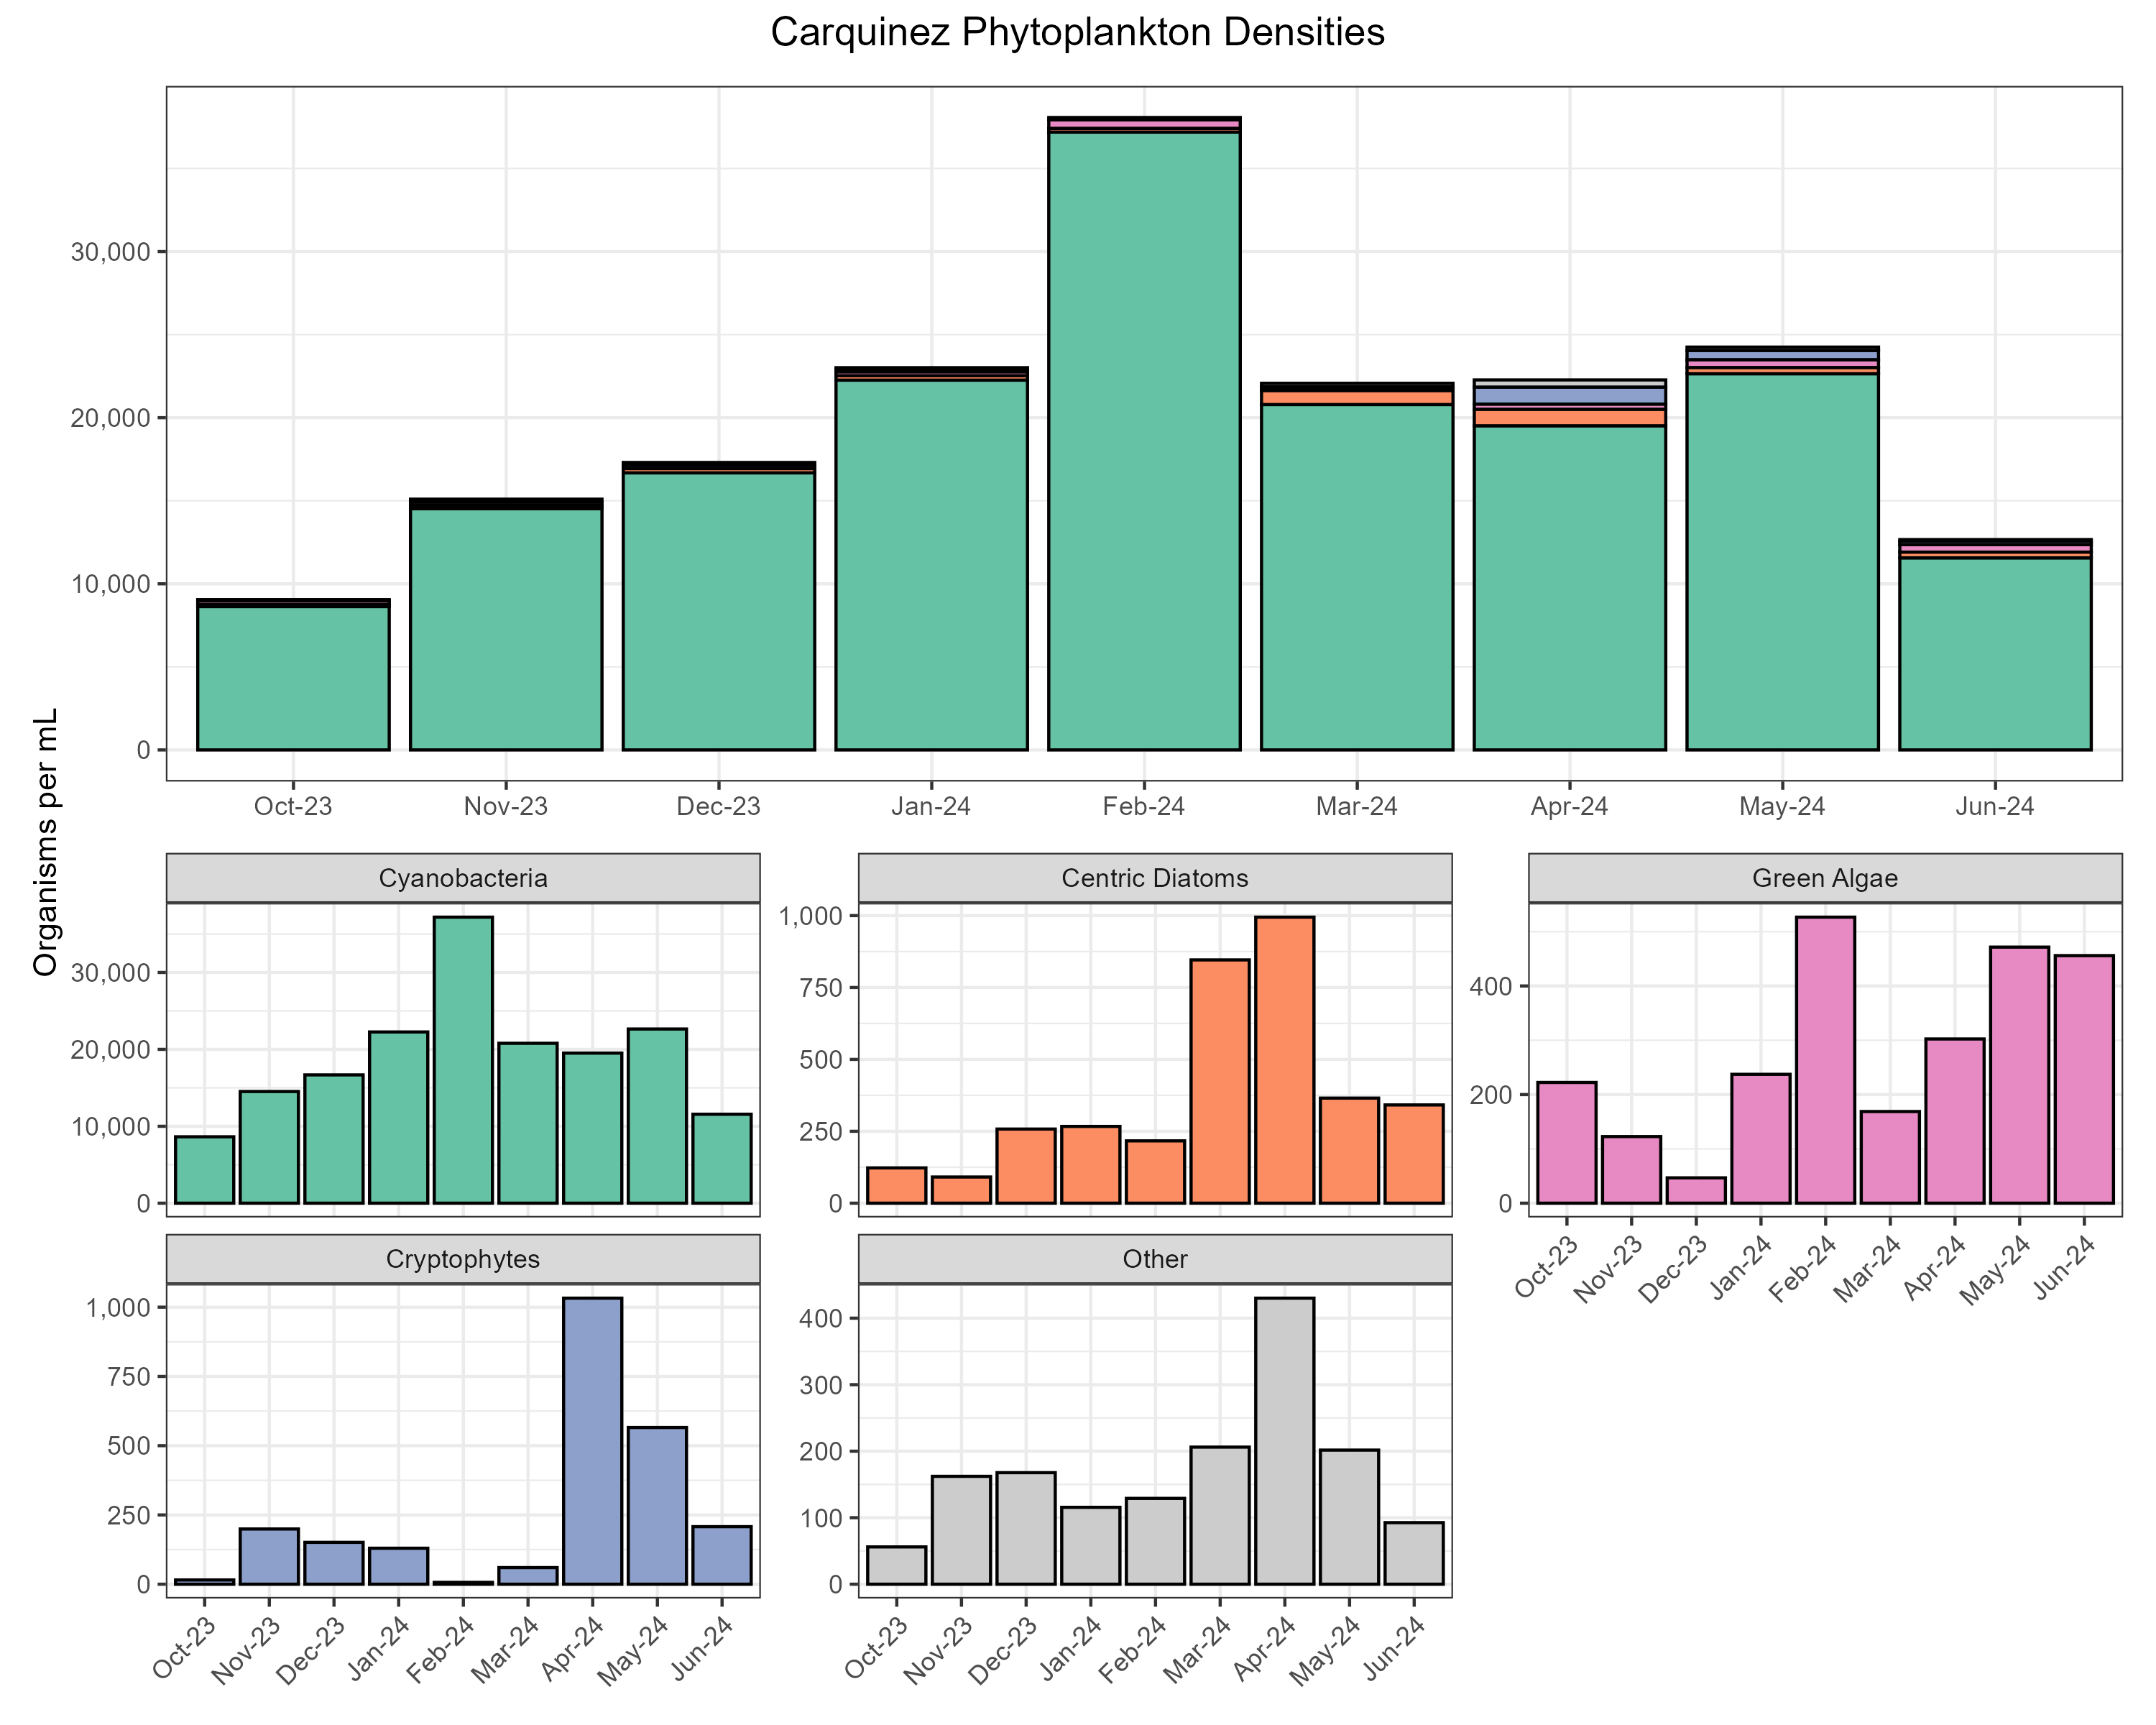 Carquinez Phytoplankton Densities
Organisms per mL
30,000
20,000
10,000
0
Oct-23 Nov-23 Dec-23 Jan-24 Feb-24 Mar-24 Apr-24 May-24 Jun-24
Cyanobacteria
30,000
20,000
10,000
0
Centric Diatoms
1,000
750
500
250
0
Green Algae
400
200
0
Oct-23 Nov-23 Dec-23 Jan-24 Feb-24 Mar-24 Apr-24 May-24 Jun-24
Cryptophytes
1,000
750
500
250
0
Oct-23 Nov-23 Dec-23 Jan-24 Feb-24 Mar-24 Apr-24 May-24 Jun-24
Other
400
300
200
100
0
Oct-23 Nov-23 Dec-23 Jan-24 Feb-24 Mar-24 Apr-24 May-24 Jun-24